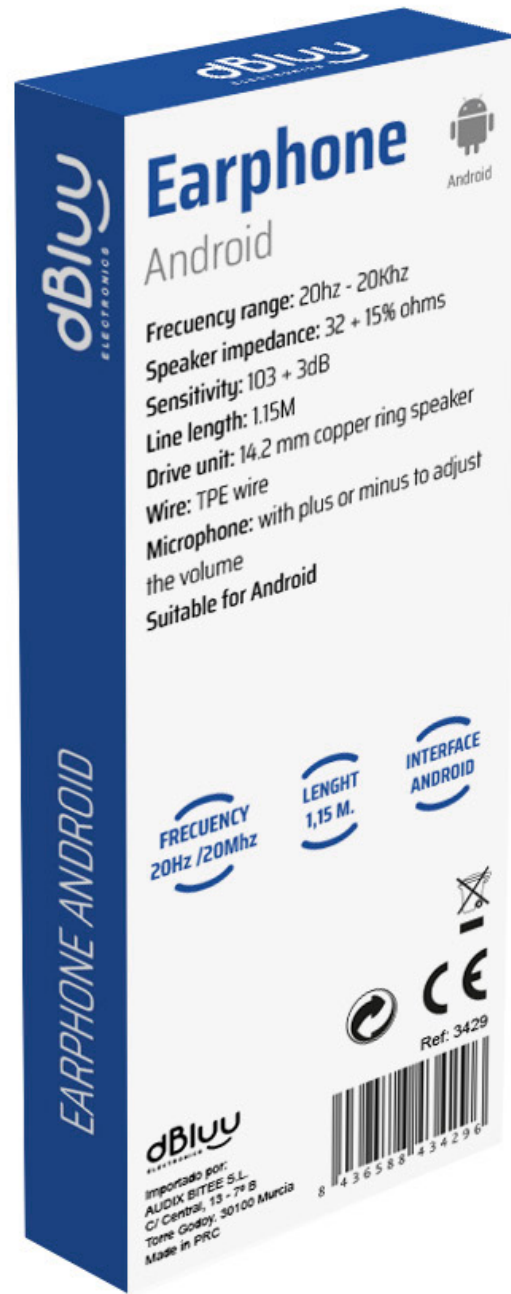 dBluu
ELECTRONICS
dBluu
ELECTRONICS
EARPHONE ANDROID
Earphone
Android
Android
Frecuency range: 20hz - 20Khz
Speaker impedance: 32 + 15% ohms
Sensitivity: 103 + 3dB
Line length: 1.15M
Drive unit: 14.2 mm copper ring speaker
Wire: TPE wire
Microphone: with plus or minus to adjust
the volume
Suitable for Android
FRECUENCY
20Hz /20Mhz
LENGHT
1,15 M.
INTERFACE
ANDROID
CE
Ref: 3429
8 436588 434296
dBluu
ELECTRONICS
Importado por:
AUDIX BITEE S.L.
C/ Central, 13 - 7º B
Torre Godoy. 30100 Murcia
Made in PRC